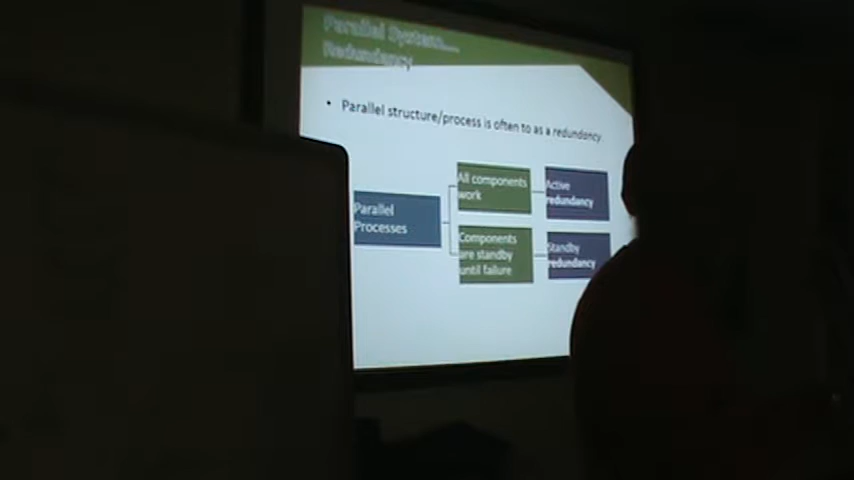 Parallel System....
Redundancy
• Parallel structure/process is often to as a redundancy.
Parallel
Processes
All components
work
Active
redundancy
Components
are standby
until failure
Standby
redundancy